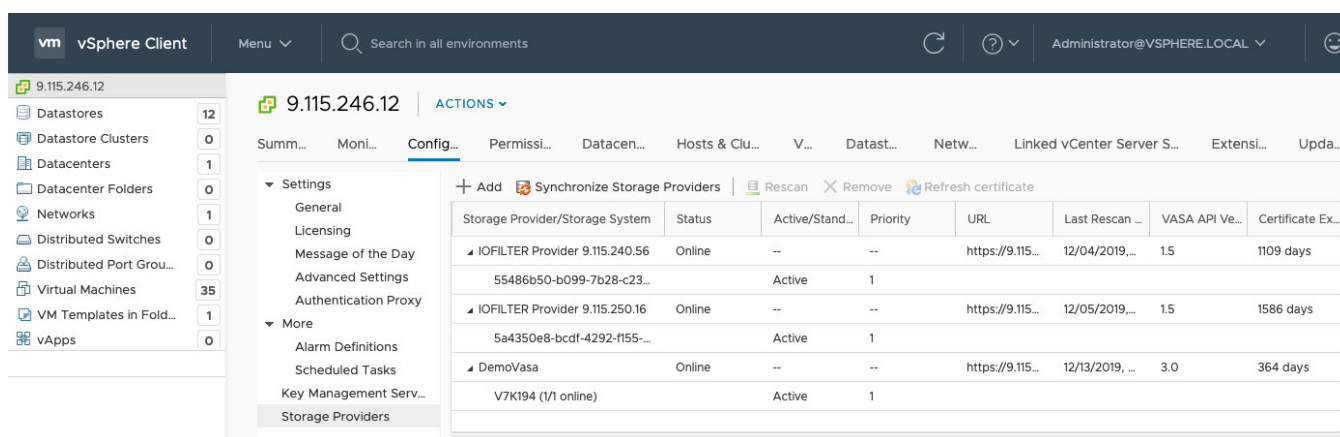 vm vSphere Client Menu Search in all environments Administrator@VSPHERE.LOCAL
9.115.246.12
Datastores 12
Datastore Clusters 0
Datacenters 1
Datacenter Folders 0
Networks 1
Distributed Switches 0
Distributed Port Grou... 0
Virtual Machines 35
VM Templates in Fold... 1
vApps 0
9.115.246.12 ACTIONS
Summ... Moni... Config... Permissi... Datacen... Hosts & Clu... V... Datast... Netw... Linked vCenter Server S... Extensi... Upda...
Settings
General
Licensing
Message of the Day
Advanced Settings
Authentication Proxy
More
Alarm Definitions
Scheduled Tasks
Key Management Serv...
Storage Providers
+ Add Synchronize Storage Providers Rescan Remove Refresh certificate
Storage Provider/Storage System Status Active/Stand... Priority URL Last Rescan ... VASA API Ve... Certificate Ex...
IOFILTER Provider 9.115.240.56 Online -- -- https://9.115... 12/04/2019,... 1.5 1109 days
55486b50-b099-7b28-c23... Active 1
IOFILTER Provider 9.115.250.16 Online -- -- https://9.115... 12/05/2019,... 1.5 1586 days
5a4350e8-bcdf-4292-f155-... Active 1
DemoVasa Online -- -- https://9.115... 12/13/2019, ... 3.0 364 days
V7K194 (1/1 online) Active 1